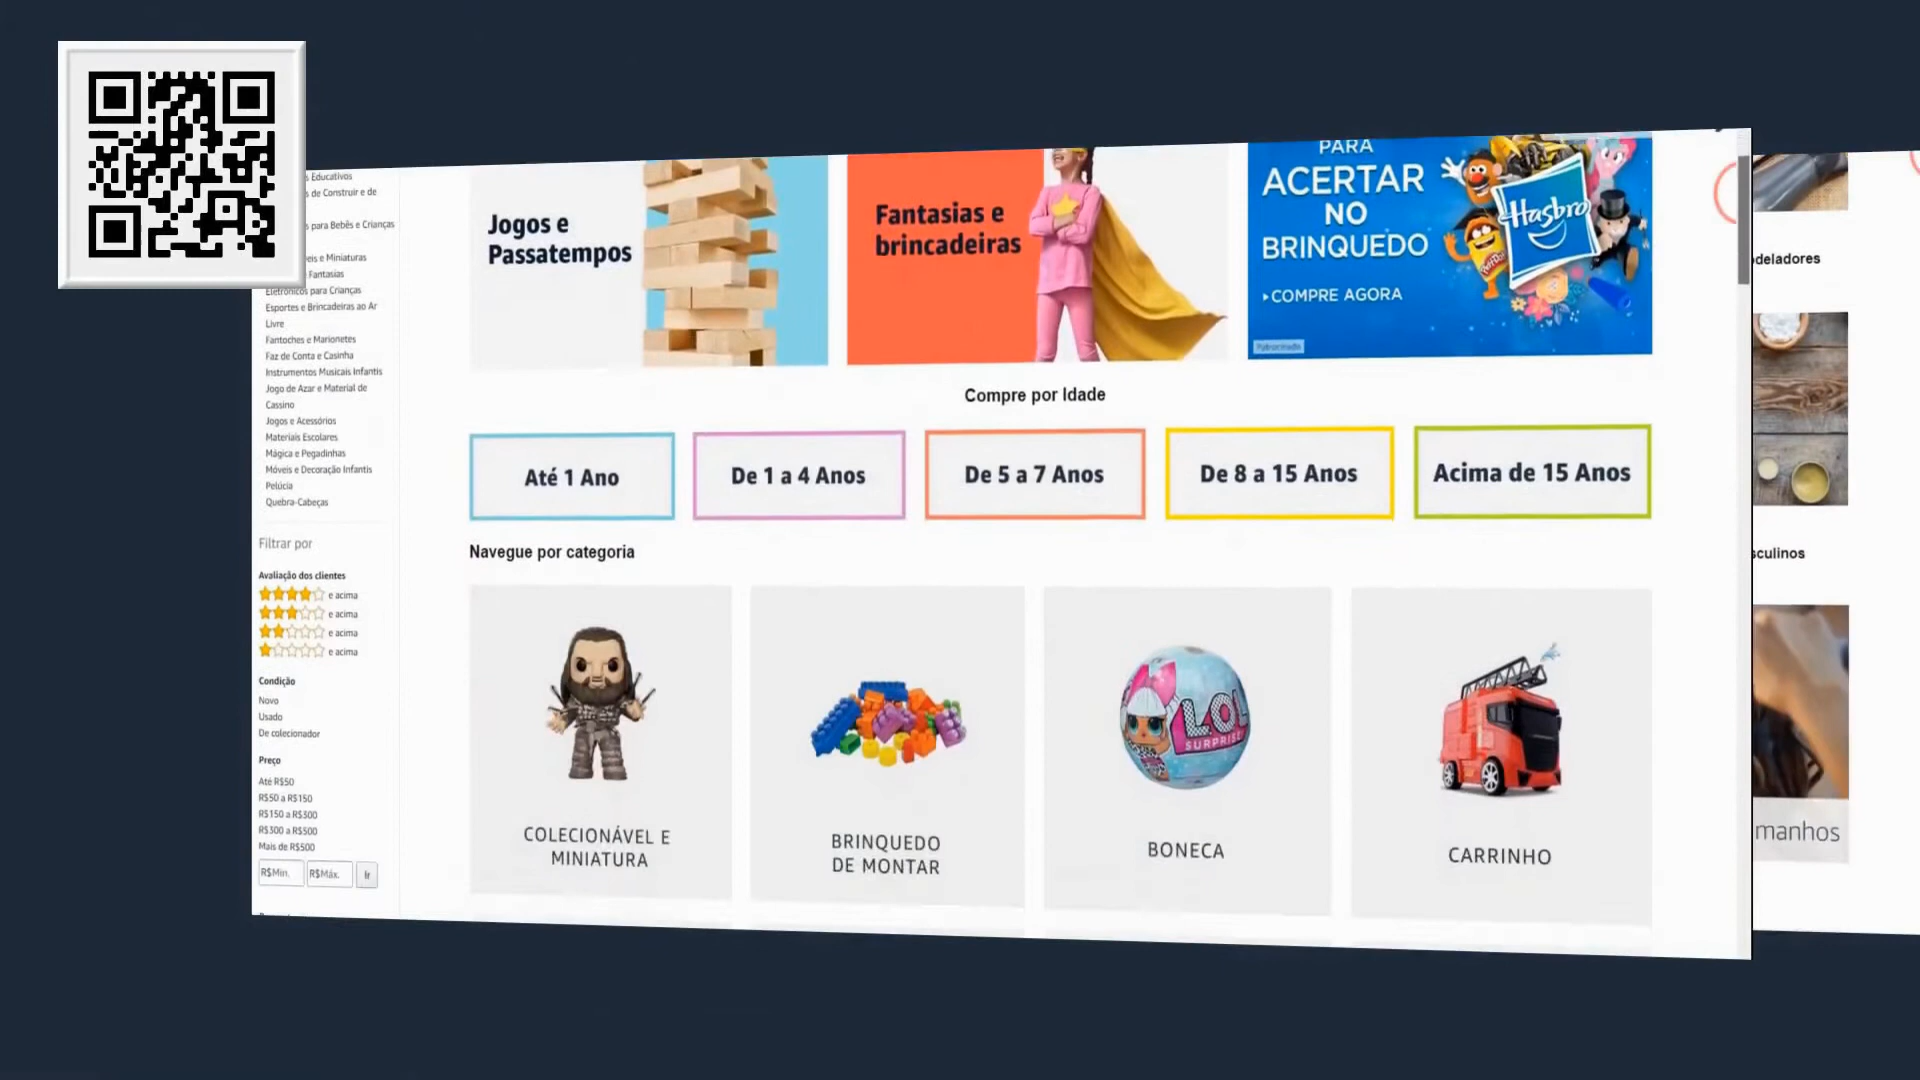 s Educativos
s de Construir e de
s para Bebês e Crianças
eis e Miniaturas
Fantasias
Eletrônicos para Crianças
Esportes e Brincadeiras ao Ar
Livre
Fantoches e Marionetes
Faz de Conta e Casinha
Instrumentos Musicais Infantis
Jogo de Azar e Material de
Cassino
Jogos e Acessórios
Materiais Escolares
Mágica e Pegadinhas
Móveis e Decoração Infantis
Pelúcia
Quebra-Cabeças
Filtrar por
Avaliação dos clientes
e acima
e acima
e acima
e acima
Condição
Novo
Usado
De colecionador
Preço
Até R$50
R$50 a R$150
R$150 a R$300
R$300 a R$500
Mais de R$500
R$Min. R$Máx. Ir
Jogos e
Passatempos
Fantasias e
brincadeiras
PARA
ACERTAR
NO
BRINQUEDO
COMPRE AGORA
Patrocinado
Hasbro
Play-Doh
Compre por Idade
Até 1 Ano
De 1 a 4 Anos
De 5 a 7 Anos
De 8 a 15 Anos
Acima de 15 Anos
Navegue por categoria
L.O.L
SURPRISE!
COLECIONÁVEL E
MINIATURA
BRINQUEDO
DE MONTAR
BONECA
CARRINHO
odeladores
sculinos
manhos